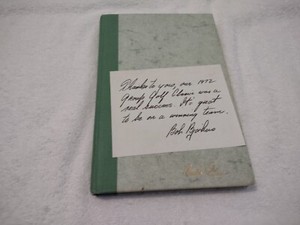 Thanks to you, our 1972
Group Golf Clinic was a
real success. It's great
to be on a winning team.
Bob